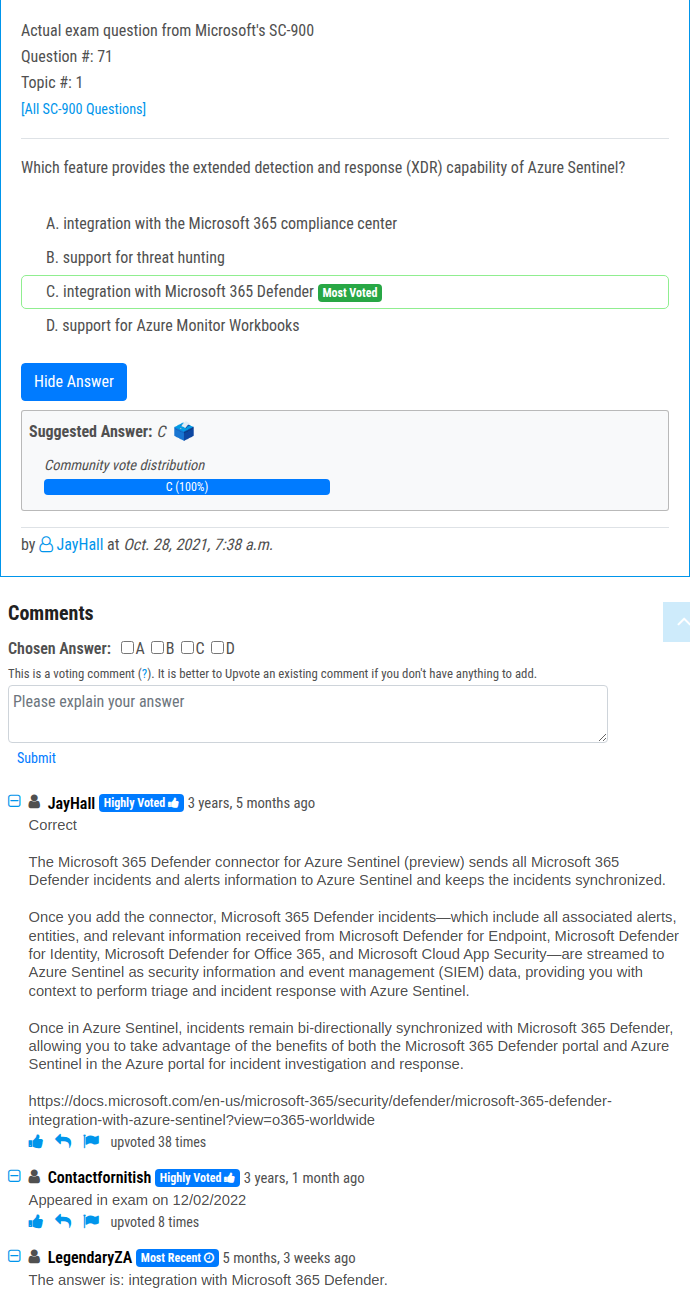 Actual exam question from Microsoft's SC-900
Question #: 71
Topic #: 1
[All SC-900 Questions]
Which feature provides the extended detection and response (XDR) capability of Azure Sentinel?
A. integration with the Microsoft 365 compliance center
B. support for threat hunting
C. integration with Microsoft 365 Defender Most Voted
D. support for Azure Monitor Workbooks
Hide Answer
Suggested Answer: C
Community vote distribution
C (100%)
by JayHall at Oct. 28, 2021, 7:38 a.m.
Comments
Chosen Answer: A B C D
This is a voting comment (?). It is better to Upvote an existing comment if you don't have anything to add.
Please explain your answer
Submit
JayHall Highly Voted 3 years, 5 months ago
Correct
The Microsoft 365 Defender connector for Azure Sentinel (preview) sends all Microsoft 365
Defender incidents and alerts information to Azure Sentinel and keeps the incidents synchronized.
Once you add the connector, Microsoft 365 Defender incidents—which include all associated alerts,
entities, and relevant information received from Microsoft Defender for Endpoint, Microsoft Defender
for Identity, Microsoft Defender for Office 365, and Microsoft Cloud App Security—are streamed to
Azure Sentinel as security information and event management (SIEM) data, providing you with
context to perform triage and incident response with Azure Sentinel.
Once in Azure Sentinel, incidents remain bi-directionally synchronized with Microsoft 365 Defender,
allowing you to take advantage of the benefits of both the Microsoft 365 Defender portal and Azure
Sentinel in the Azure portal for incident investigation and response.
https://docs.microsoft.com/en-us/microsoft-365/security/defender/microsoft-365-defender-
integration-with-azure-sentinel?view=o365-worldwide
upvoted 38 times
Contactfornitish Highly Voted 3 years, 1 month ago
Appeared in exam on 12/02/2022
upvoted 8 times
LegendaryZA Most Recent 5 months, 3 weeks ago
The answer is: integration with Microsoft 365 Defender.